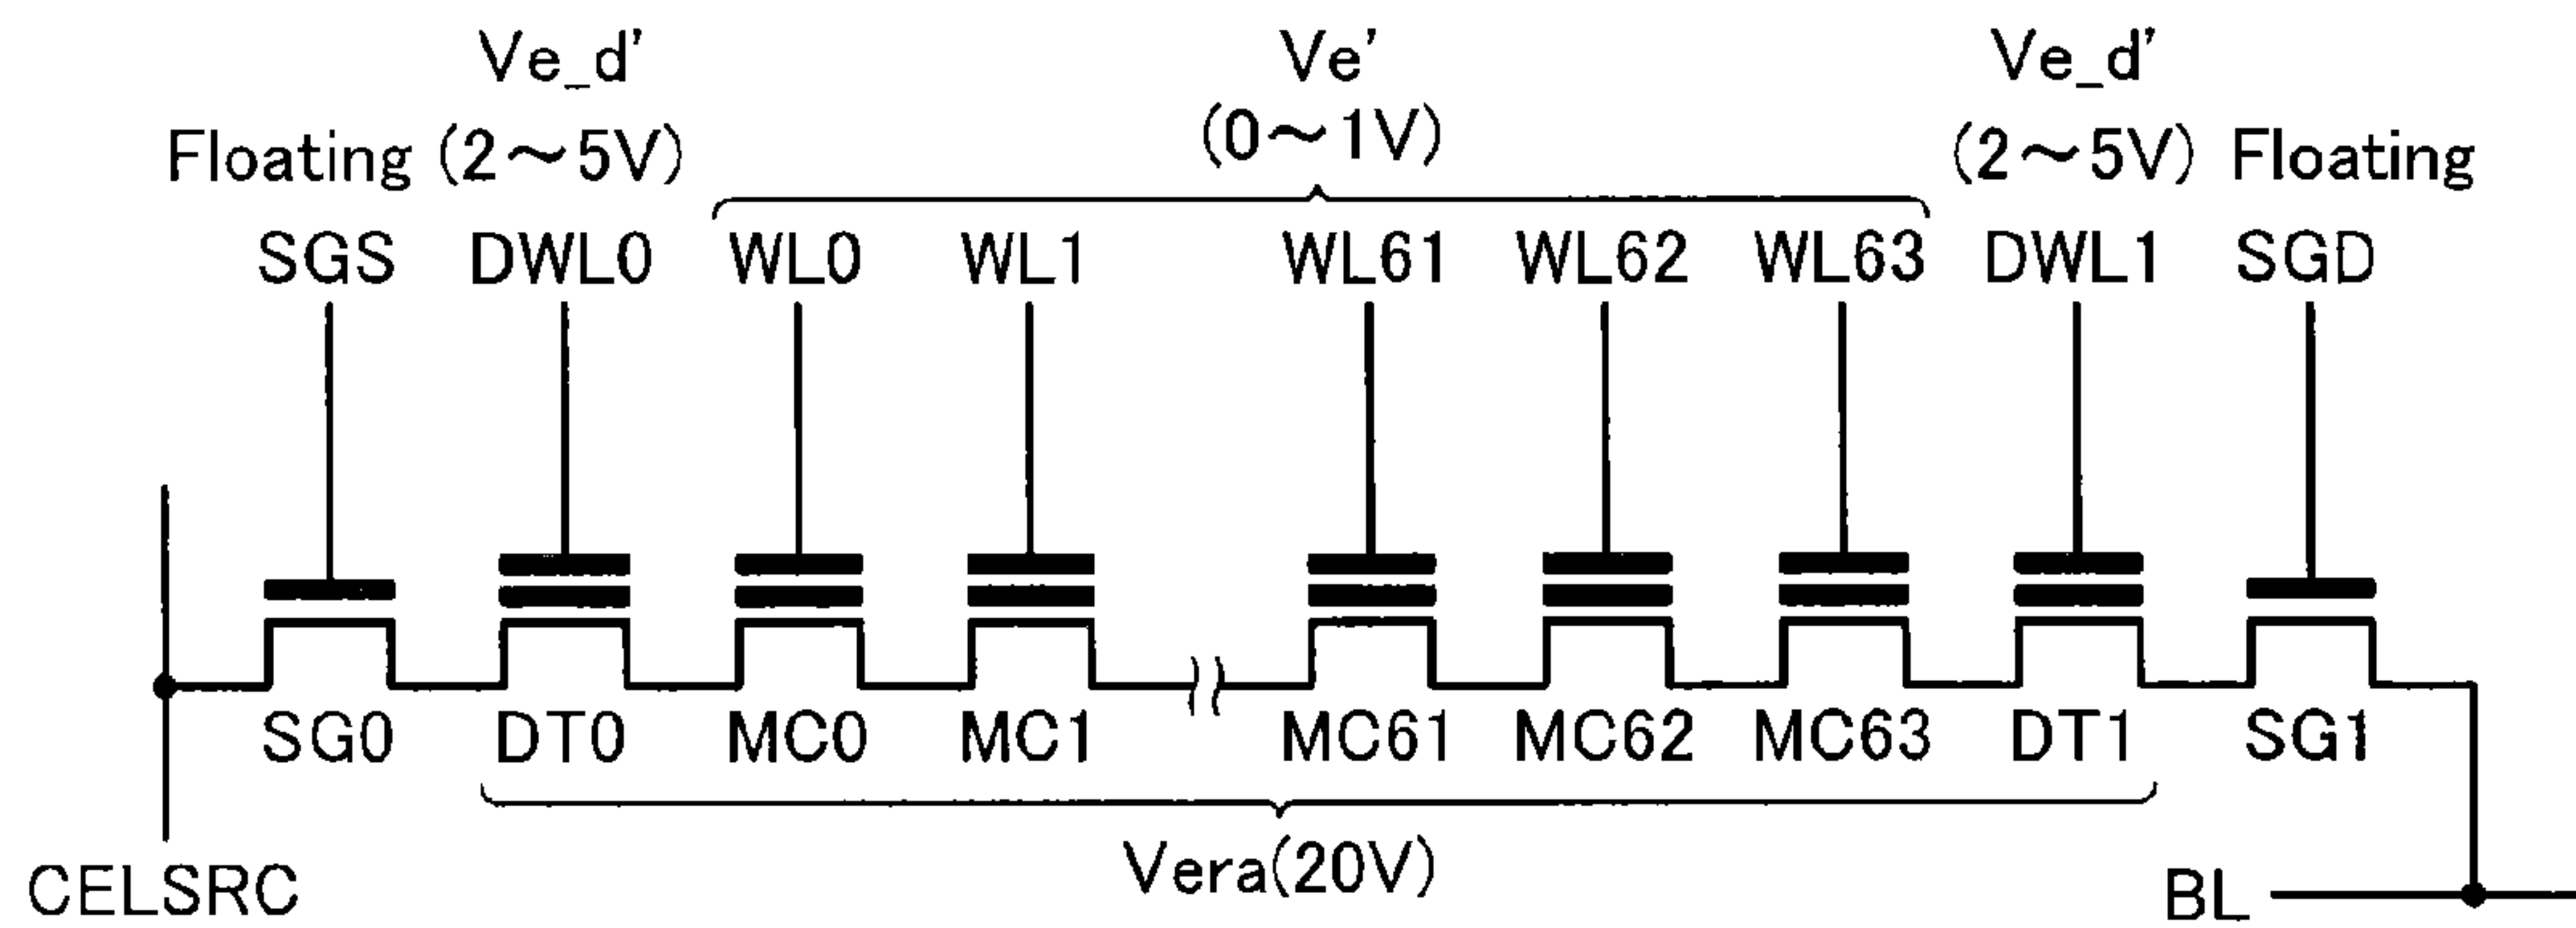 Ve_d' Ve' Ve_d'
Floating (2～5V) (0～1V) (2～5V) Floating
SGS DWL0 WL0 WL1 WL61 WL62 WL63 DWL1 SGD
SG0 DT0 MC0 MC1 MC61 MC62 MC63 DT1 SG1
Vera(20V)
CELSRC BL